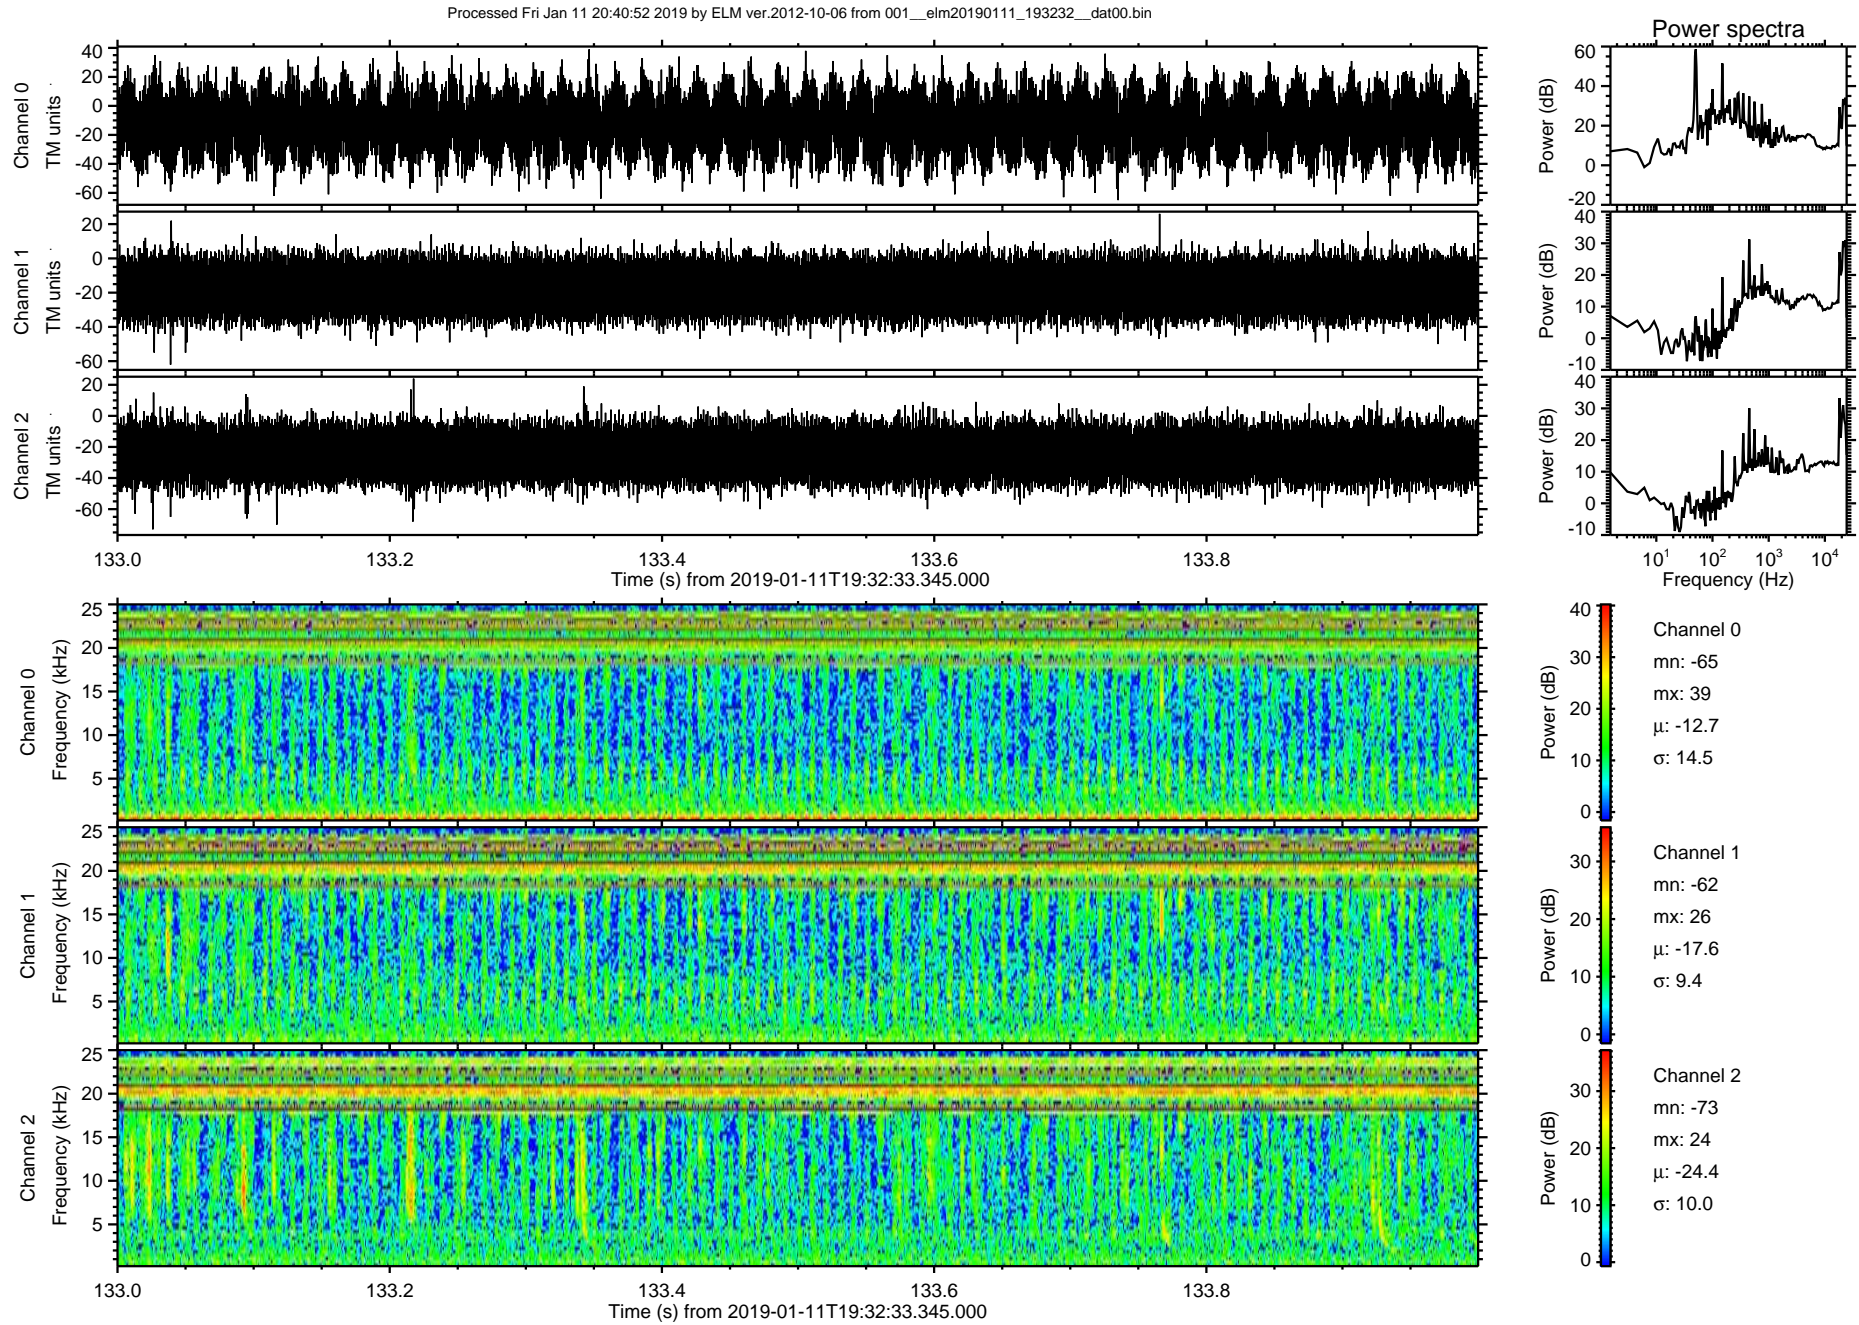 Processed Fri Jan 11 20:40:52 2019 by ELM ver.2012-10-06 from 001__elm20190111_193232__dat00.bin
Power spectra
Channel 0
TM units
40
20
0
-20
-40
-60
Power (dB)
60
40
20
0
-20
Channel 1
TM units
20
0
-20
-40
-60
Power (dB)
40
30
20
10
0
-10
Channel 2
TM units
20
0
-20
-40
-60
Power (dB)
40
30
20
10
0
-10
133.0 133.2 133.4 133.6 133.8
Time (s) from 2019-01-11T19:32:33.345.000
10^1 10^2 10^3 10^4
Frequency (Hz)
Channel 0
Frequency (kHz)
25
20
15
10
5
Power (dB)
40
30
20
10
0
Channel 0
mn: -65
mx: 39
µ: -12.7
σ: 14.5
Channel 1
Frequency (kHz)
25
20
15
10
5
Power (dB)
30
20
10
0
Channel 1
mn: -62
mx: 26
µ: -17.6
σ: 9.4
Channel 2
Frequency (kHz)
25
20
15
10
5
Power (dB)
30
20
10
0
Channel 2
mn: -73
mx: 24
µ: -24.4
σ: 10.0
133.0 133.2 133.4 133.6 133.8
Time (s) from 2019-01-11T19:32:33.345.000